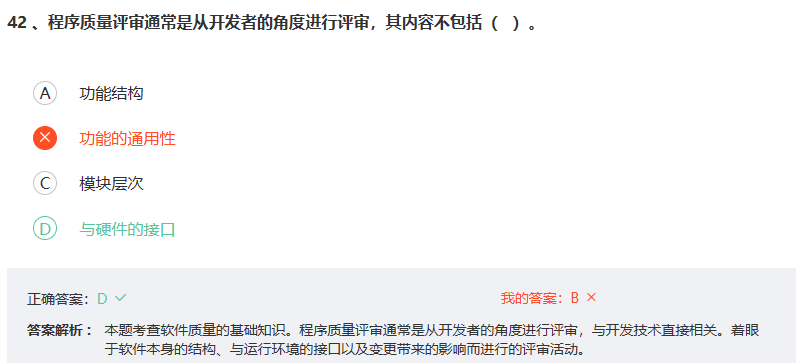 42 、程序质量评审通常是从开发者的角度进行评审，其内容不包括（ ）。
A 功能结构
功能的通用性
C 模块层次
D 与硬件的接口
正确答案：D 我的答案：B
答案解析： 本题考查软件质量的基础知识。程序质量评审通常是从开发者的角度进行评审，与开发技术直接相关。着眼
于软件本身的结构、与运行环境的接口以及变更带来的影响而进行的评审活动。